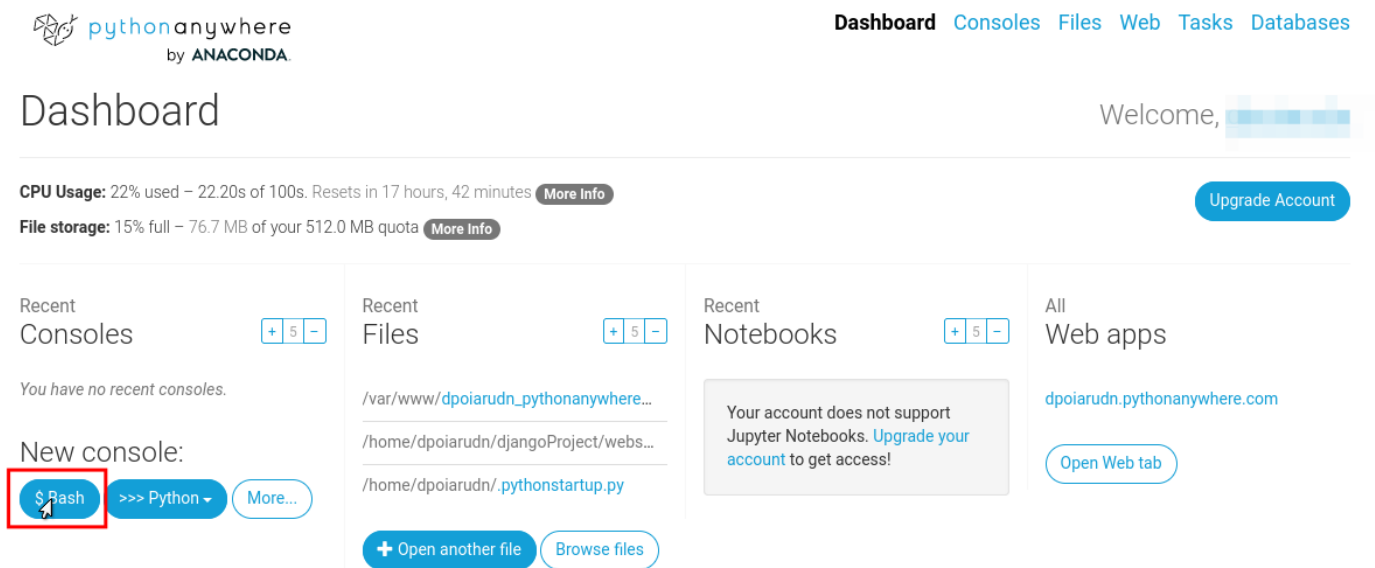 pythonanywhere
by ANACONDA.
Dashboard Consoles Files Web Tasks Databases
Dashboard
Welcome,
CPU Usage: 22% used – 22.20s of 100s. Resets in 17 hours, 42 minutes More Info
File storage: 15% full – 76.7 MB of your 512.0 MB quota More Info
Upgrade Account
Recent
Consoles
+ 5 −
You have no recent consoles.
New console:
$ Bash
>>> Python
More...
Recent
Files
+ 5 −
/var/www/dpoiarudn_pythonanywhere...
/home/dpoiarudn/djangoProject/webs...
/home/dpoiarudn/.pythonstartup.py
+ Open another file
Browse files
Recent
Notebooks
+ 5 −
Your account does not support
Jupyter Notebooks. Upgrade your
account to get access!
All
Web apps
dpoiarudn.pythonanywhere.com
Open Web tab